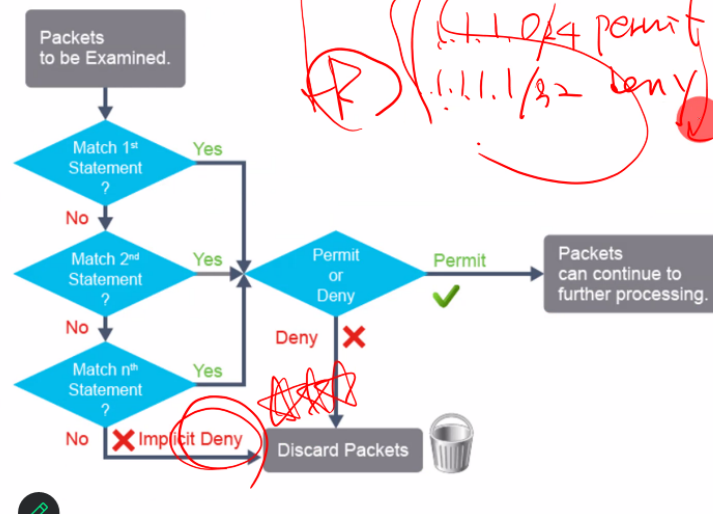 Packets
to be Examined.
1.1.1.0/24 permit
1.1.1.1/32 Deny
Match 1st
Statement
?
Yes
No
Match 2nd
Statement
?
Yes
No
Match nth
Statement
?
Yes
No
Implicit Deny
Permit
or
Deny
Permit
Deny
Packets
can continue to
further processing.
Discard Packets